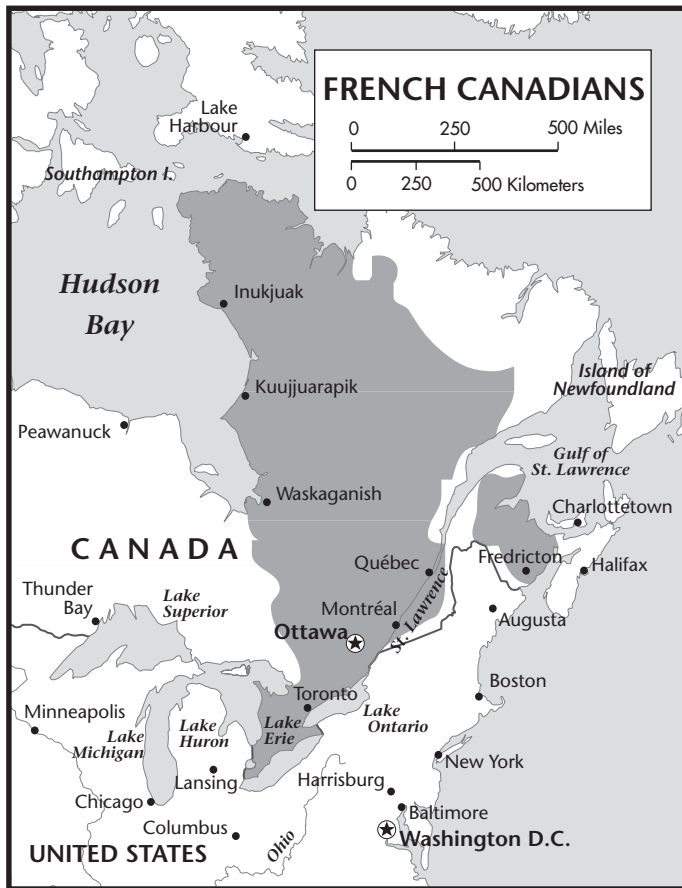 FRENCH CANADIANS
0 250 500 Miles
0 250 500 Kilometers
Lake
Harbour
Southampton I.
Hudson
Bay
Inukjuak
Kuujjuarapik
Island of
Newfoundland
Peawanuck
Gulf of
St. Lawrence
Waskaganish
Charlottetown
CANADA
Québec
Fredricton
Halifax
Thunder
Bay
Lake
Superior
Montréal
St. Lawrence
Augusta
Ottawa
Toronto
Boston
Minneapolis
Lake
Michigan
Lake
Huron
Lake
Erie
Lake
Ontario
New York
Lansing
Harrisburg
Chicago
Baltimore
Columbus
Ohio
Washington D.C.
UNITED STATES